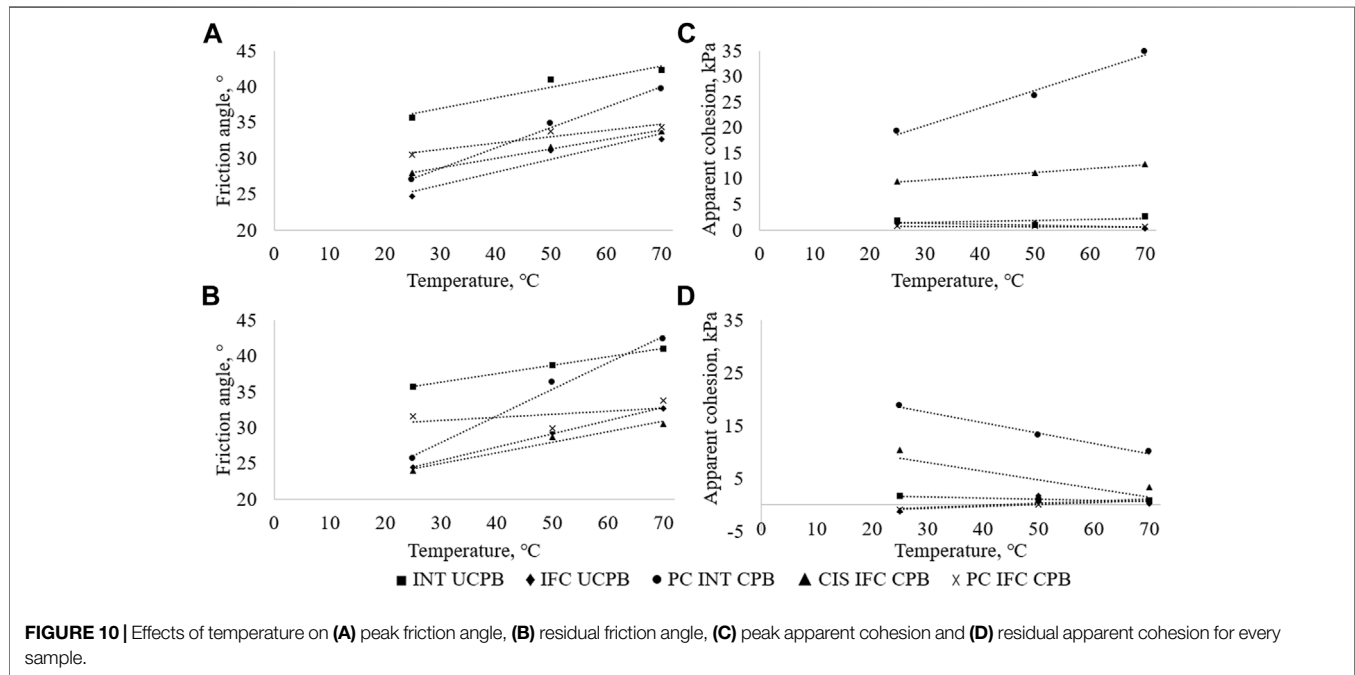 A
45
40
35
30
25
20
Friction angle, °
0 10 20 30 40 50 60 70
Temperature, °C
C
35
30
25
20
15
10
5
0
Apparent cohesion, kPa
0 10 20 30 40 50 60 70
Temperature, °C
B
45
40
35
30
25
20
Friction angle, °
0 10 20 30 40 50 60 70
Temperature, °C
D
35
25
15
5
-5
Apparent cohesion, kPa
0 10 20 30 40 50 60 70
Temperature, °C
■ INT UCPB ♦ IFC UCPB ● PC INT CPB ▲ CIS IFC CPB × PC IFC CPB
FIGURE 10 | Effects of temperature on (A) peak friction angle, (B) residual friction angle, (C) peak apparent cohesion and (D) residual apparent cohesion for every
sample.